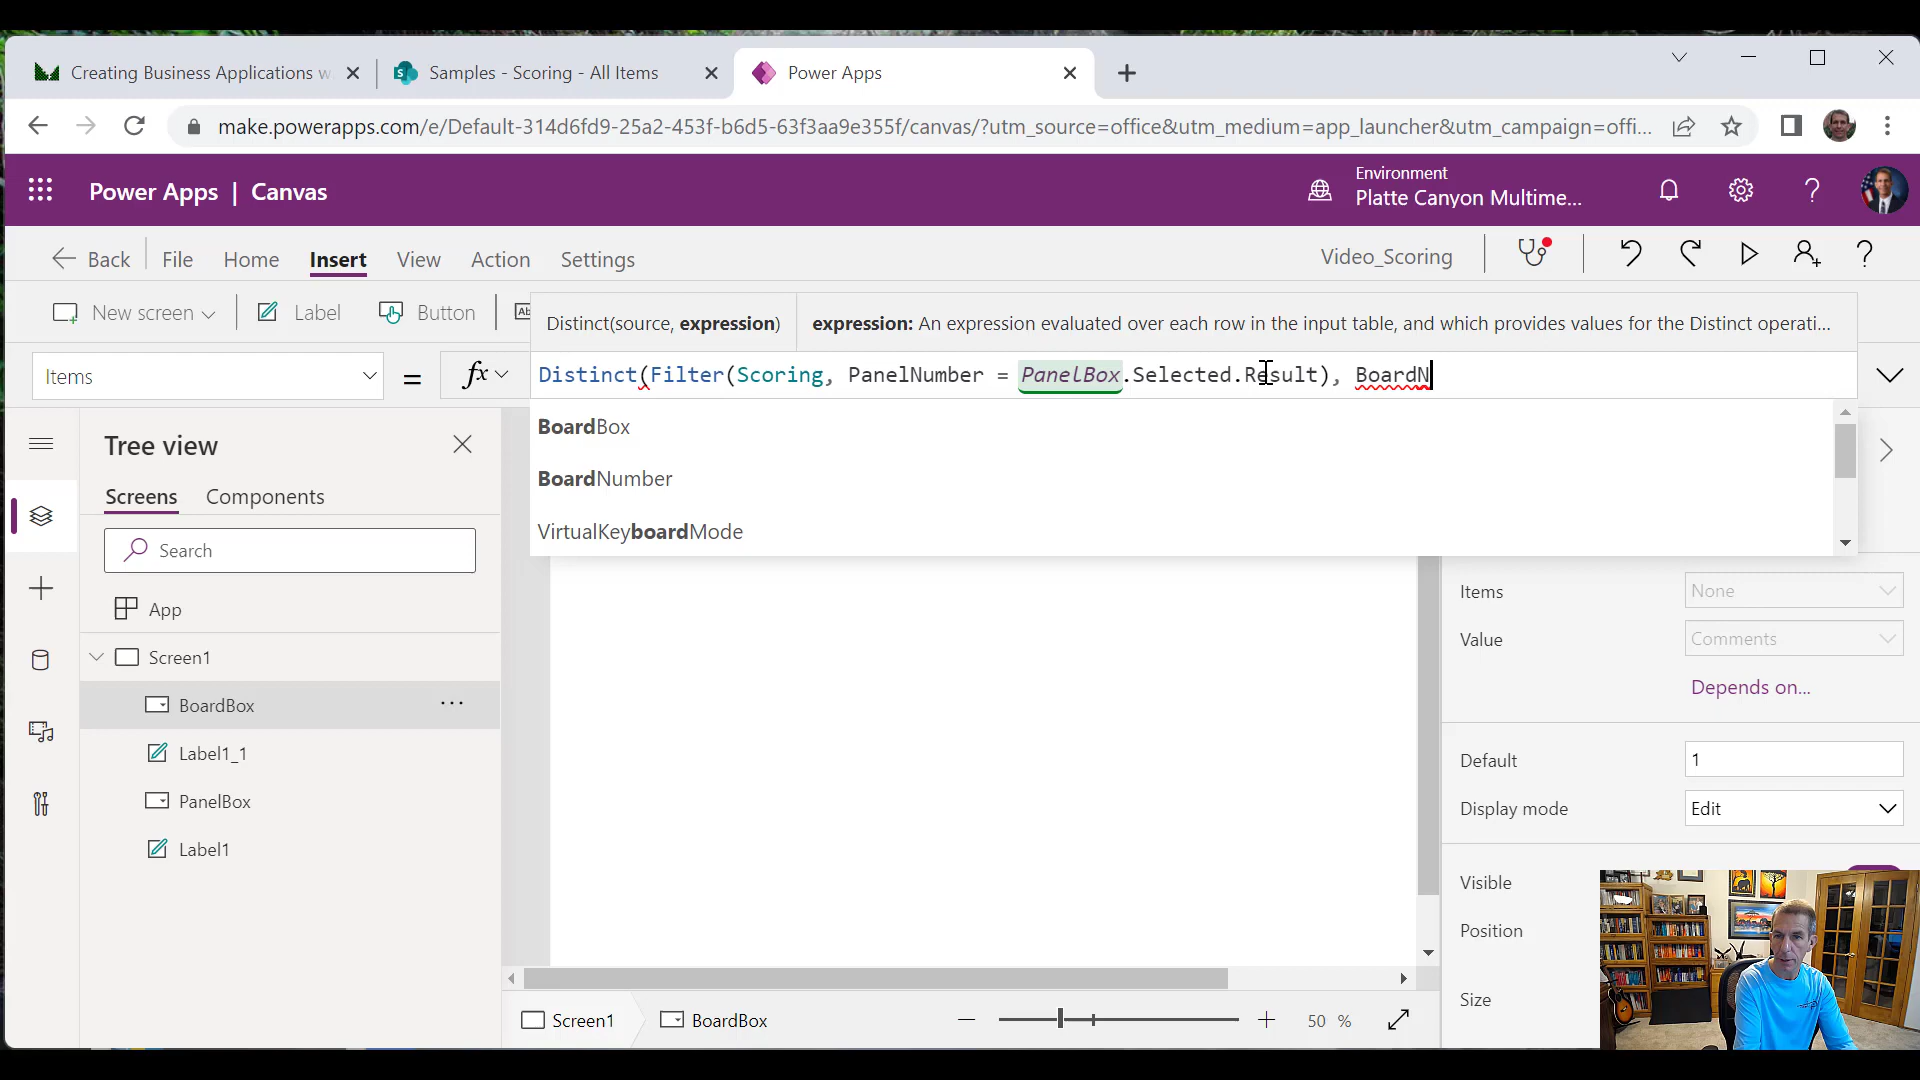 Creating Business Applications w
Samples - Scoring - All Items
Power Apps
make.powerapps.com/e/Default-314d6fd9-25a2-453f-b6d5-63f3aa9e355f/canvas/?utm_source=office&utm_medium=app_launcher&utm_campaign=offi...
Power Apps | Canvas
Environment
Platte Canyon Multime...
Back
File
Home
Insert
View
Action
Settings
Video_Scoring
New screen
Label
Button
Ab
Distinct(source, expression)
expression: An expression evaluated over each row in the input table, and which provides values for the Distinct operati...
Items
=
fx
Distinct(Filter(Scoring, PanelNumber = PanelBox.Selected.Result), BoardN
BoardBox
BoardNumber
VirtualKeyboardMode
Tree view
Screens
Components
Search
App
Screen1
BoardBox
Label1_1
PanelBox
Label1
Items
None
Value
Comments
Depends on...
Default
1
Display mode
Edit
Visible
Position
Size
Screen1
BoardBox
50 %